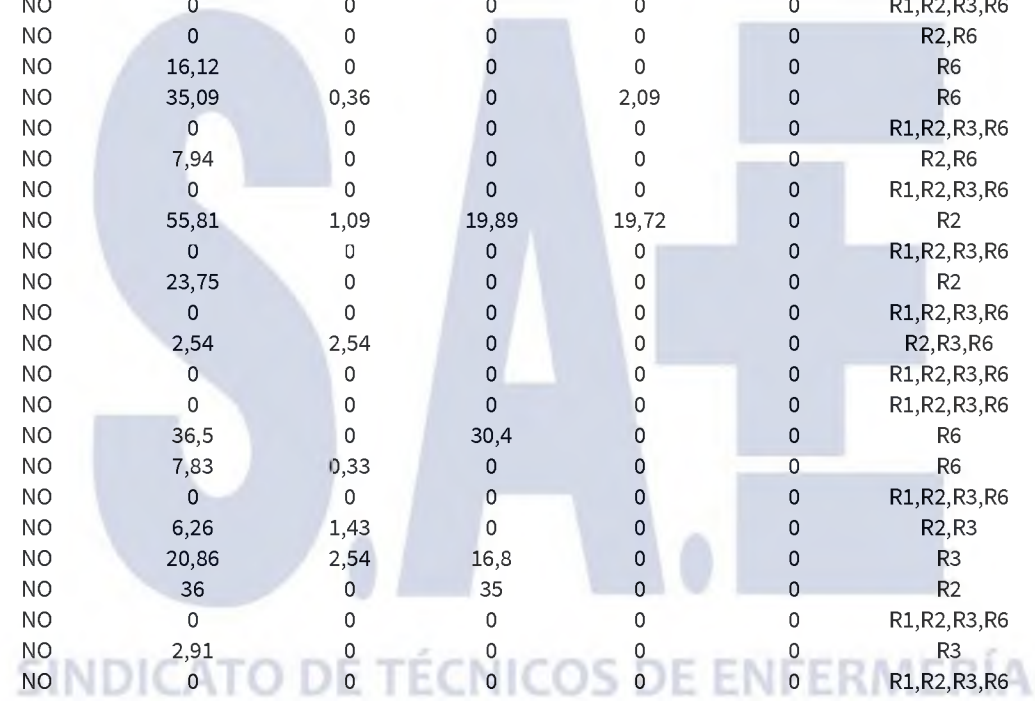 NO 0 0 0 0 0 R1,R2,R3,R6
NO 0 0 0 0 0 R2,R6
NO 16,12 0 0 0 0 R6
NO 35,09 0,36 0 2,09 0 R6
NO 0 0 0 0 0 R1,R2,R3,R6
NO 7,94 0 0 0 0 R2,R6
NO 0 0 0 0 0 R1,R2,R3,R6
NO 55,81 1,09 19,89 19,72 0 R2
NO 0 0 0 0 0 R1,R2,R3,R6
NO 23,75 0 0 0 0 R2
NO 0 0 0 0 0 R1,R2,R3,R6
NO 2,54 2,54 0 0 0 R2,R3,R6
NO 0 0 0 0 0 R1,R2,R3,R6
NO 0 0 0 0 0 R1,R2,R3,R6
NO 36,5 0 30,4 0 0 R6
NO 7,83 0,33 0 0 0 R6
NO 0 0 0 0 0 R1,R2,R3,R6
NO 6,26 1,43 0 0 0 R2,R3
NO 20,86 2,54 16,8 0 0 R3
NO 36 0 35 0 0 R2
NO 0 0 0 0 0 R1,R2,R3,R6
NO 2,91 0 0 0 0 R3
NO 0 0 0 0 0 R1,R2,R3,R6
S.A.E
SINDICATO DE TÉCNICOS DE ENFERMERÍA